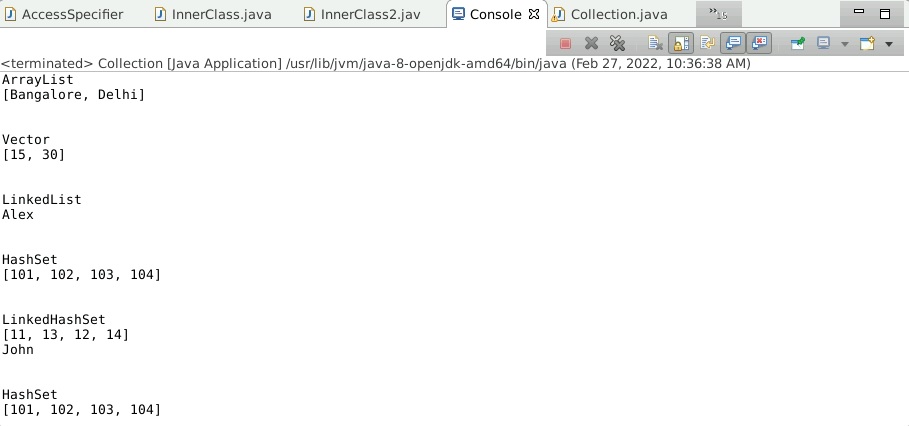 AccessSpecifier InnerClass.java InnerClass2.jav Console Collection.java »15
<terminated> Collection [Java Application] /usr/lib/jvm/java-8-openjdk-amd64/bin/java (Feb 27, 2022, 10:36:38 AM)
ArrayList
[Bangalore, Delhi]
Vector
[15, 30]
LinkedList
Alex
HashSet
[101, 102, 103, 104]
LinkedHashSet
[11, 13, 12, 14]
John
HashSet
[101, 102, 103, 104]